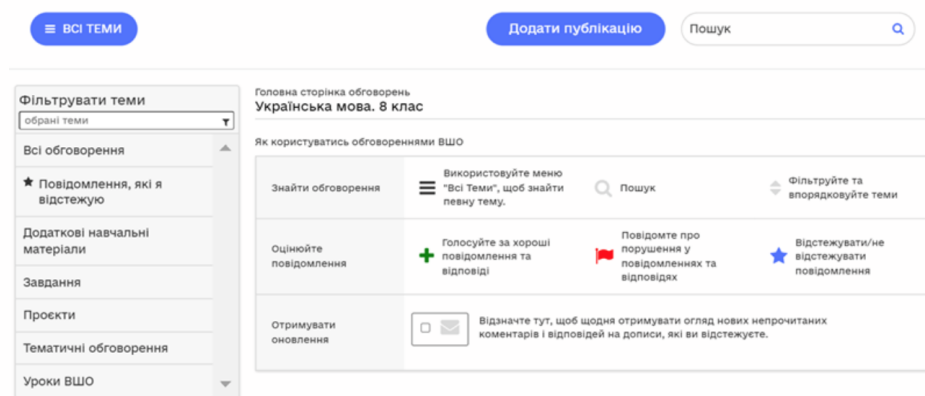 ВСІ ТЕМИ
Додати публікацію
Пошук
Фільтрувати теми
обрані теми
Всі обговорення
Повідомлення, які я
відстежую
Додаткові навчальні
матеріали
Завдання
Проєкти
Тематичні обговорення
Уроки ВШО
Головна сторінка обговорень
Українська мова. 8 клас
Як користуватись обговореннями ВШО
Знайти обговорення
Використовуйте меню
"Всі Теми", щоб знайти
певну тему.
Пошук
Фільтруйте та
впорядковуйте теми
Оцінюйте
повідомлення
Голосуйте за хороші
повідомлення та
відповіді
Повідомте про
порушення у
повідомленнях та
відповідях
Відстежувати/не
відстежувати
повідомлення
Отримувати
оновлення
Відзначте тут, щоб щодня отримувати огляд нових непрочитаних
коментарів і відповідей на дописи, які ви відстежуєте.